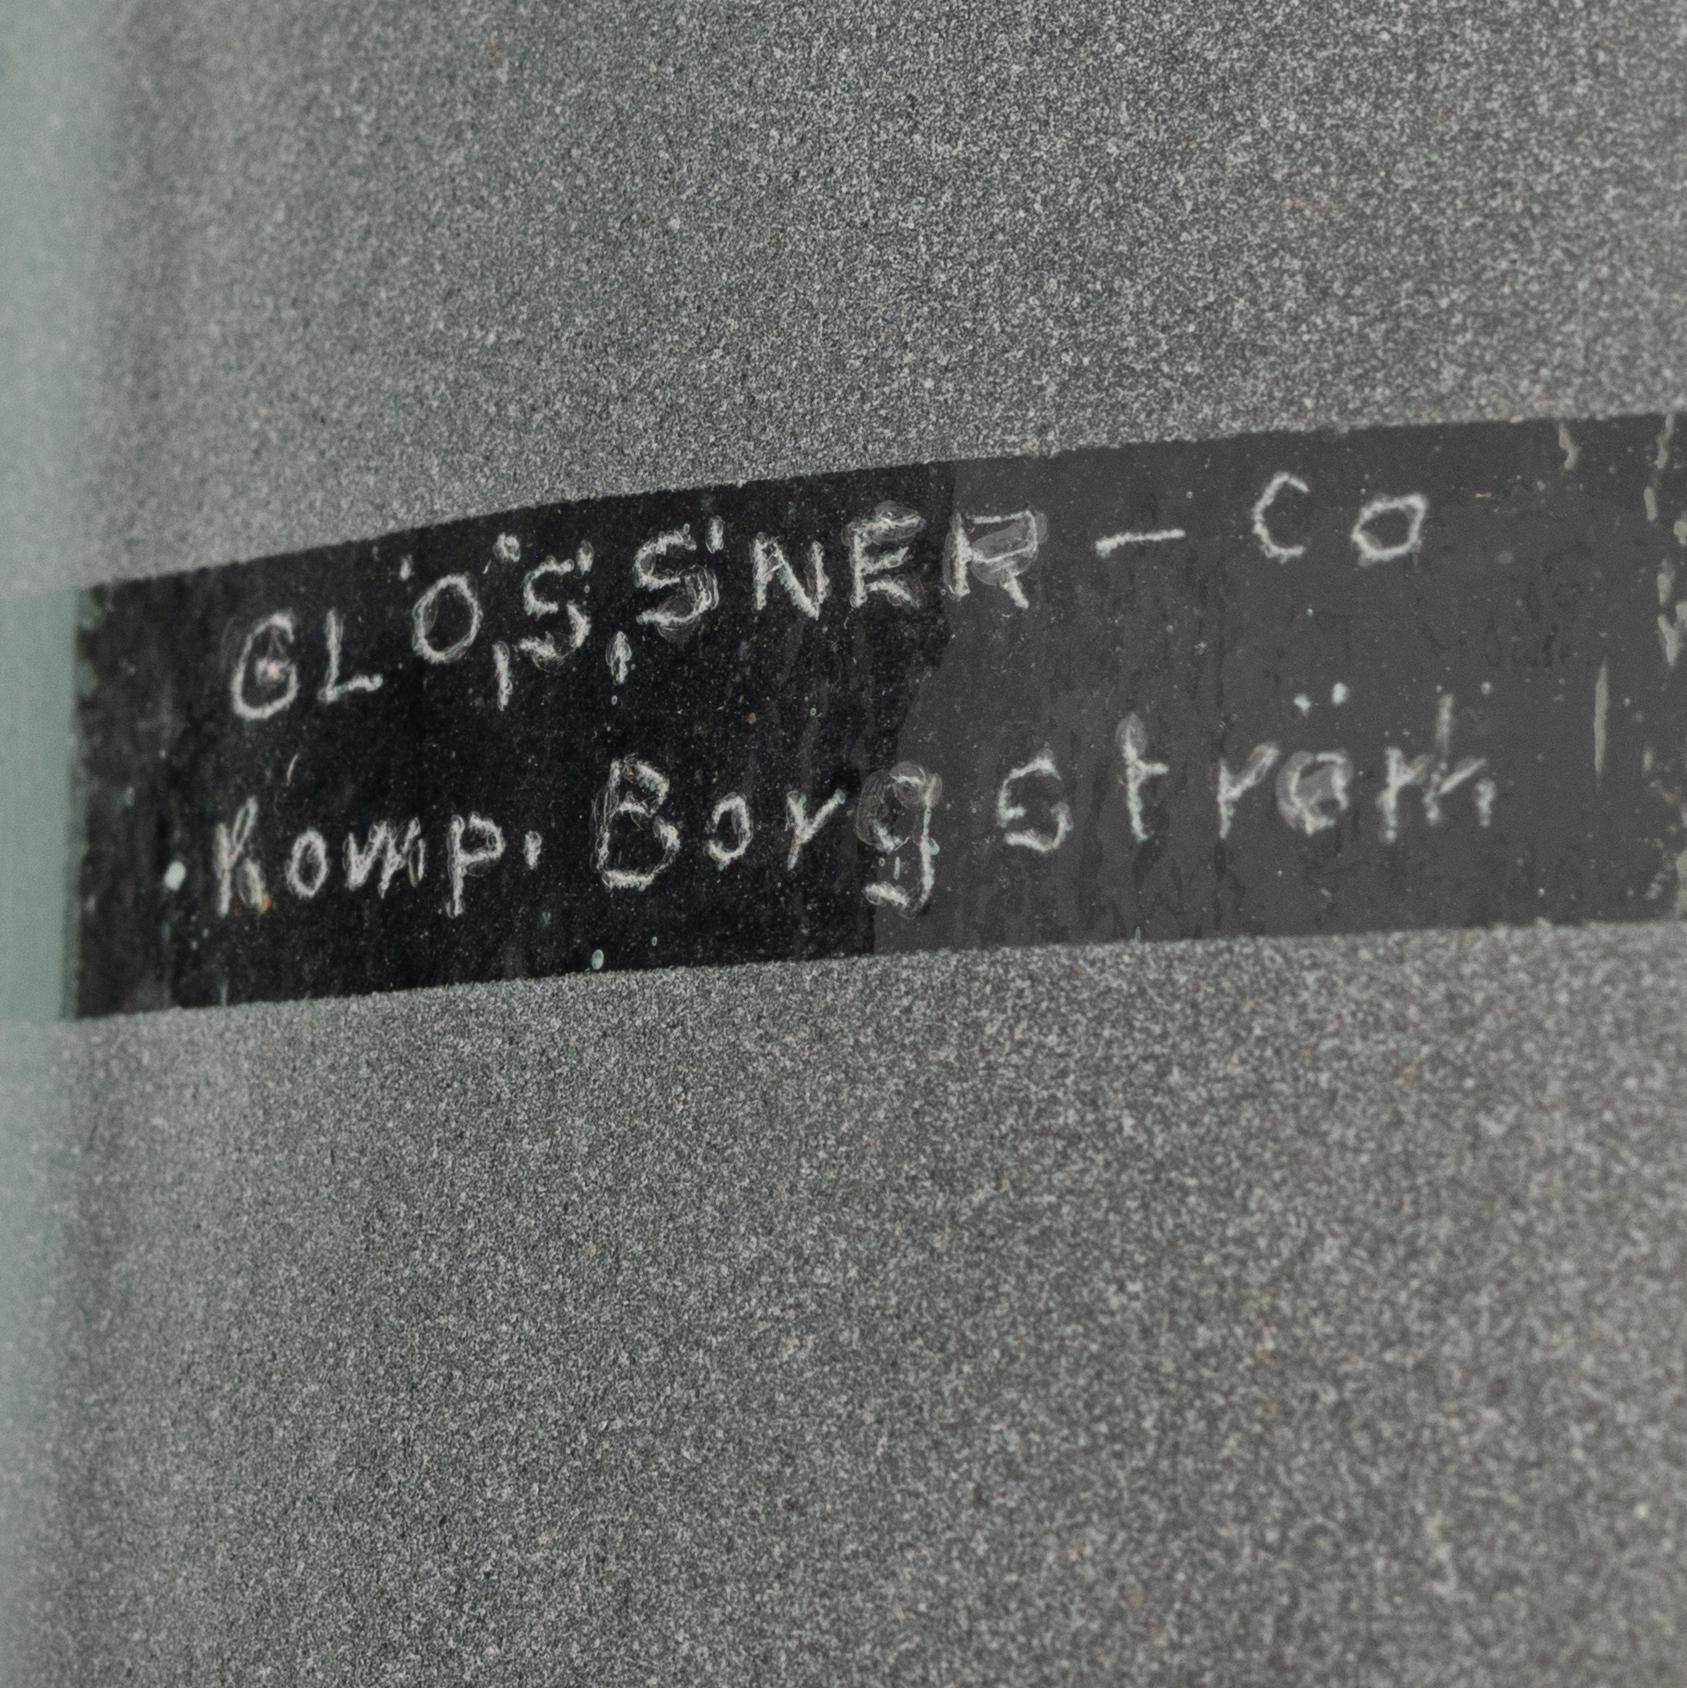 GLÖSSNER – Co
Komp. Borgström